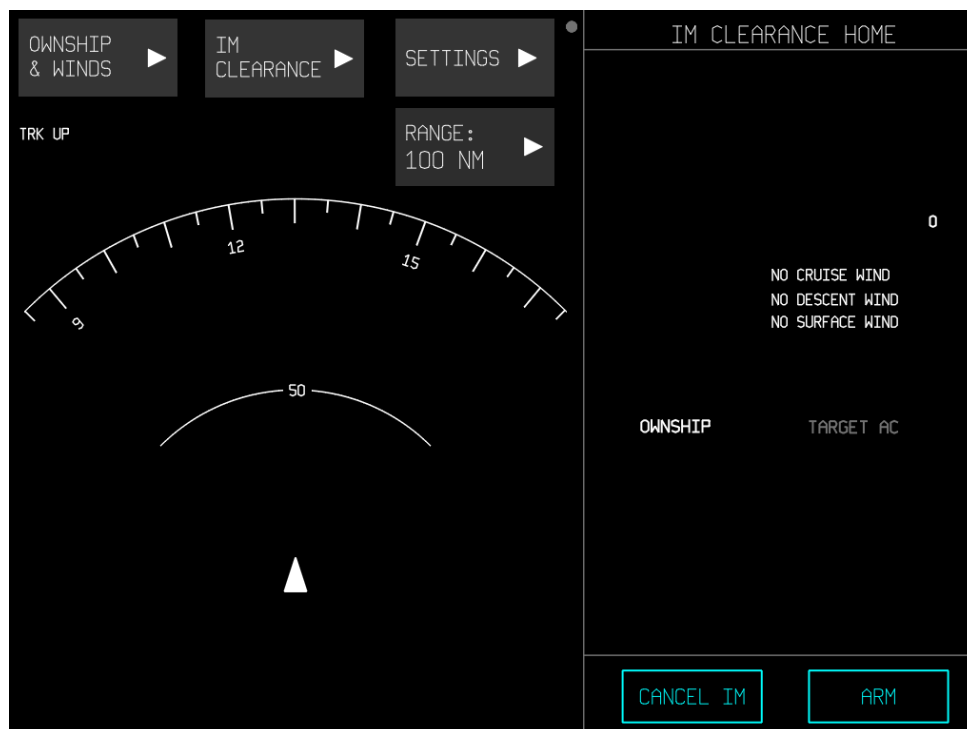 OWNSHIP
& WINDS
IM
CLEARANCE
SETTINGS
TRK UP
RANGE:
100 NM
12
15
9
50
IM CLEARANCE HOME
0
NO CRUISE WIND
NO DESCENT WIND
NO SURFACE WIND
OWNSHIP
TARGET AC
CANCEL IM
ARM